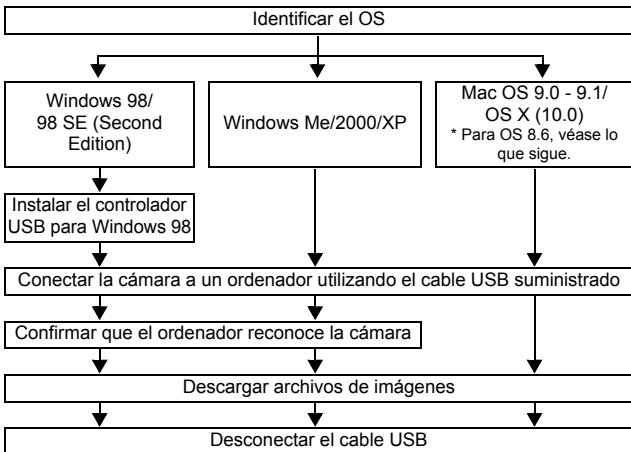 Identificar el OS
Windows 98/
98 SE (Second
Edition)
Windows Me/2000/XP
Mac OS 9.0 - 9.1/
OS X (10.0)
* Para OS 8.6, véase lo
que sigue.
Instalar el controlador
USB para Windows 98
Conectar la cámara a un ordenador utilizando el cable USB suministrado
Confirmar que el ordenador reconoce la cámara
Descargar archivos de imágenes
Desconectar el cable USB